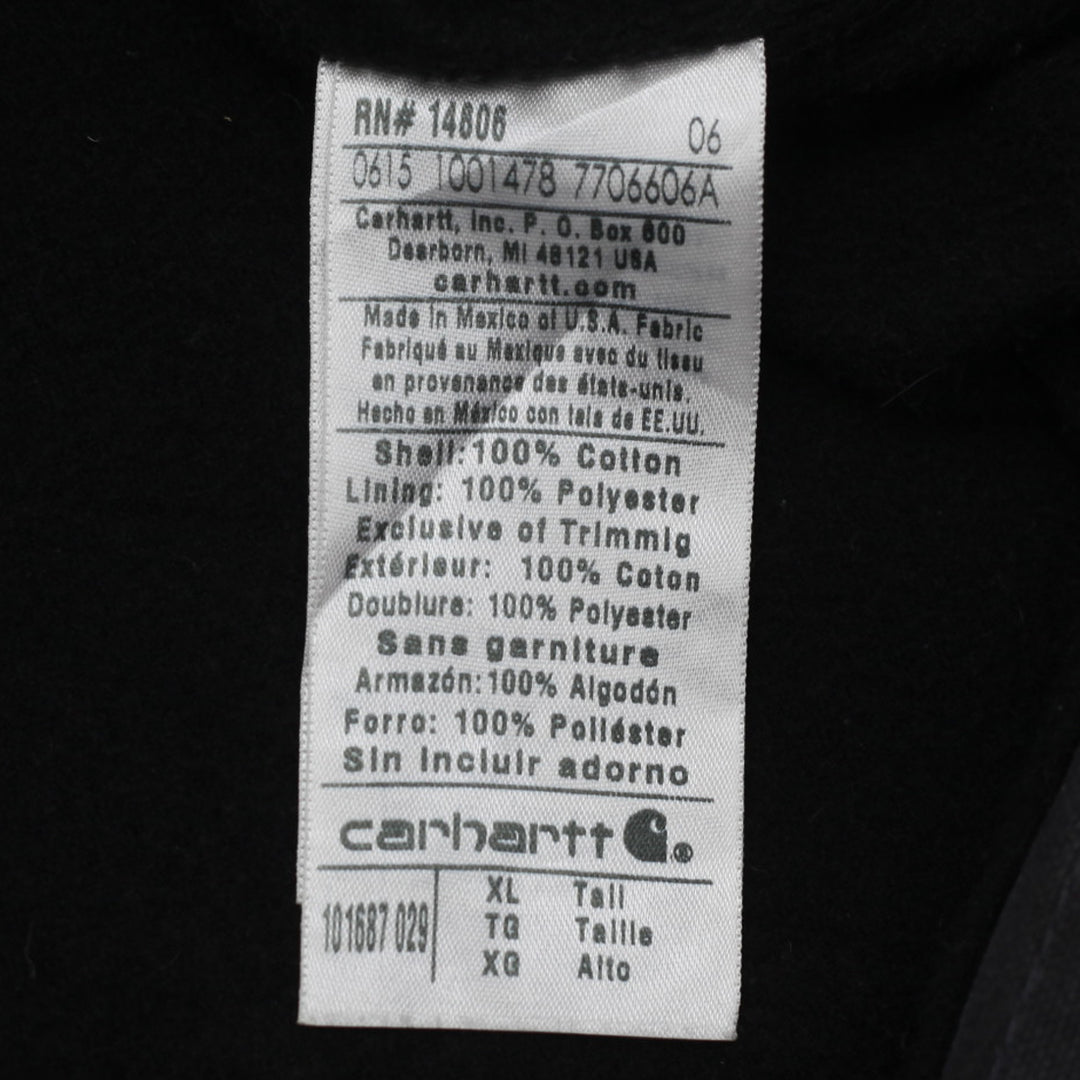 RN# 14806 06
0615 1001478 7706606A
Carhartt, Inc. P. O. Box 600
Dearborn, MI 48121 USA
carhartt.com
Made in Mexico of U.S.A. Fabric
Fabriqué au Mexique avec du tissu
en provenance des états-unis.
Hecho en México con tela de EE.UU.
Shell: 100% Cotton
Lining: 100% Polyester
Exclusive of Trimmig
Extérieur: 100% Coton
Doublure: 100% Polyester
Sans garniture
Armazón: 100% Algodón
Forro: 100% Poliéster
Sin incluir adorno
carhartt ®
101687 029
XL Tall
TG Taille
XG Alto